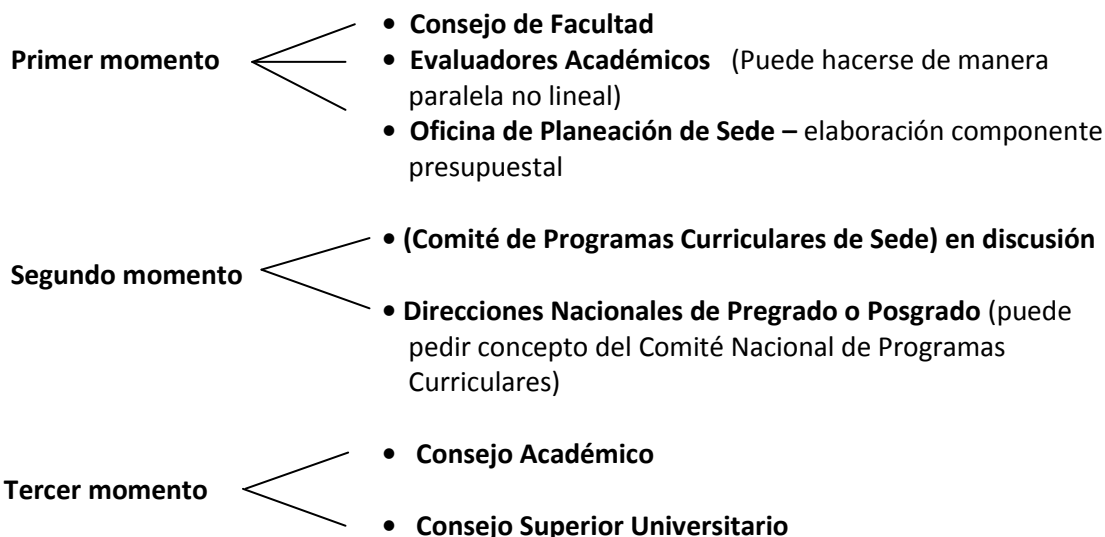 • Consejo de Facultad
Primer momento • Evaluadores Académicos (Puede hacerse de manera
paralela no lineal)
• Oficina de Planeación de Sede – elaboración componente
presupuestal
• (Comité de Programas Curriculares de Sede) en discusión
Segundo momento
• Direcciones Nacionales de Pregrado o Posgrado (puede
pedir concepto del Comité Nacional de Programas
Curriculares)
• Consejo Académico
Tercer momento
• Consejo Superior Universitario